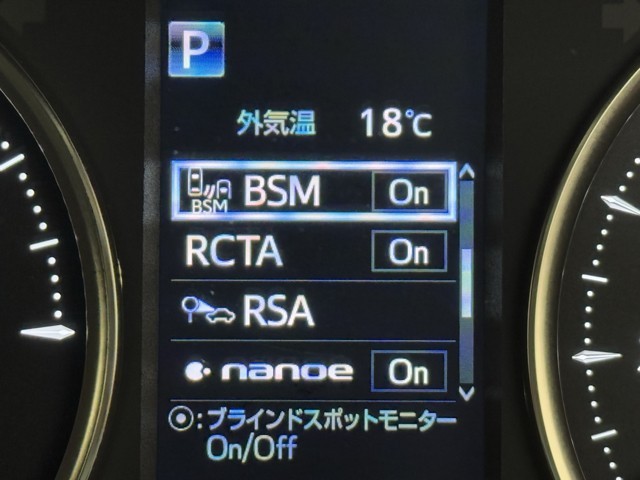 P
外気温 18℃
BSM BSM On
RCTA On
RSA
nanoe On
⦿:ブラインドスポットモニター
On/Off